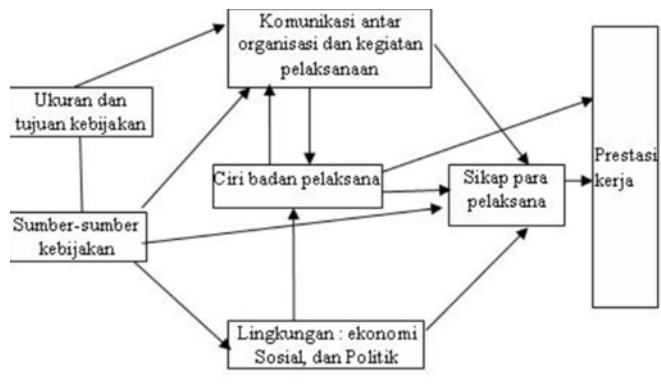 Komunikasi antar
organisasi dan kegiatan
pelaksanaan
Ukuran dan
tujuan kebijakan
Ciri badan pelaksana
Sikap para
pelaksana
Prestasi
kerja
Sumber-sumber
kebijakan
Lingkungan : ekonomi
Sosial, dan Politik